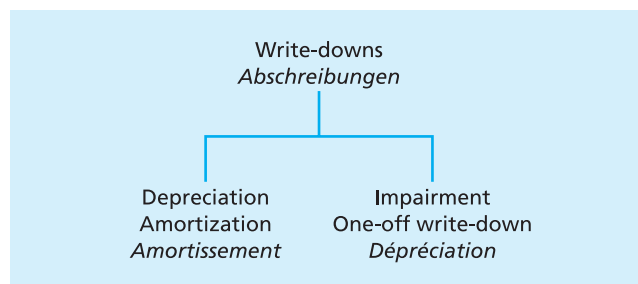 Write-downs
Abschreibungen
Depreciation
Amortization
Amortissement
Impairment
One-off write-down
Dépréciation